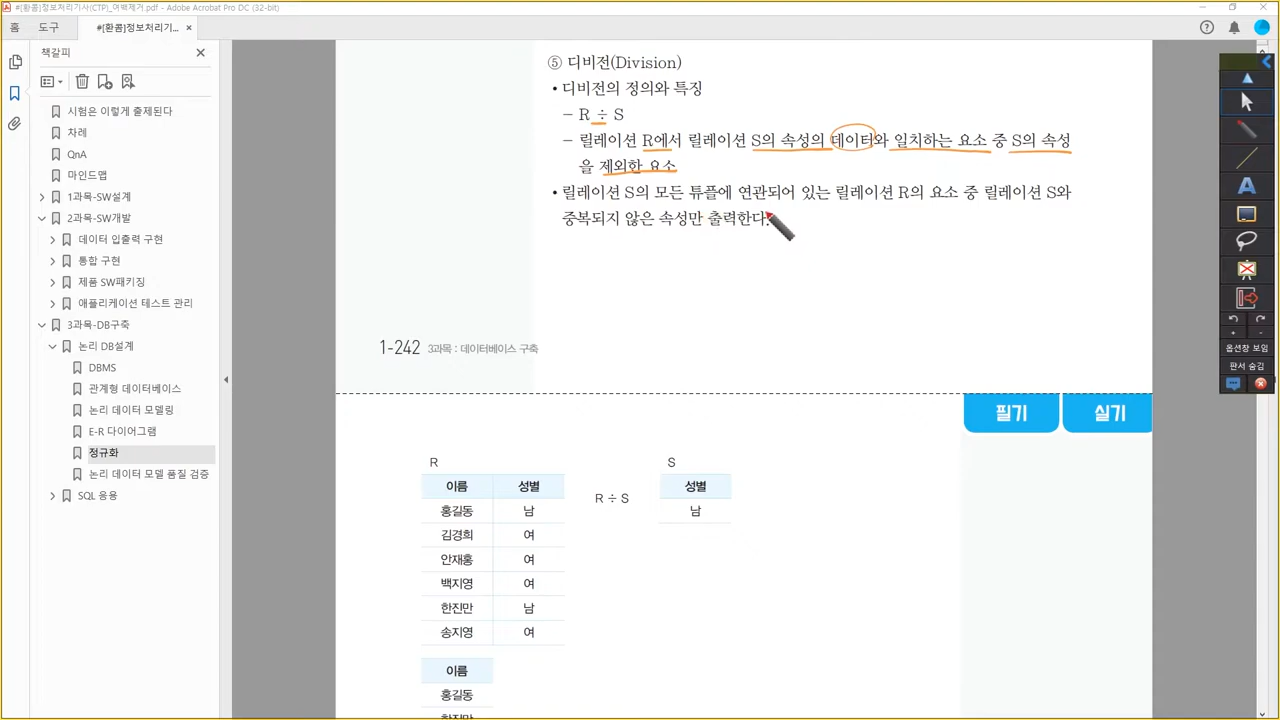 #[환콤]정보처리기사(CTP)_여백제거.pdf - Adobe Acrobat Pro DC (32-bit)
홈 도구 #[환콤]정보처리기... ×
책갈피
시험은 이렇게 출제된다
차례
QnA
마인드맵
1과목-SW설계
2과목-SW개발
데이터 입출력 구현
통합 구현
제품 SW패키징
애플리케이션 테스트 관리
3과목-DB구축
논리 DB설계
DBMS
관계형 데이터베이스
논리 데이터 모델링
E-R 다이어그램
정규화
논리 데이터 모델 품질 검증
SQL 응용
⑤ 디비전(Division)
• 디비전의 정의와 특징
– R ÷ S
– 릴레이션 R에서 릴레이션 S의 속성의 데이터와 일치하는 요소 중 S의 속성
을 제외한 요소
• 릴레이션 S의 모든 튜플에 연관되어 있는 릴레이션 R의 요소 중 릴레이션 S와
중복되지 않은 속성만 출력한다.
1-242 3과목 : 데이터베이스 구축
필기 실기
R S
이름 성별 R ÷ S 성별
홍길동 남 남
김경희 여
안재홍 여
백지영 여
한진만 남
송지영 여
이름
홍길동
한진만
A
옵션창 보임
판서 숨김